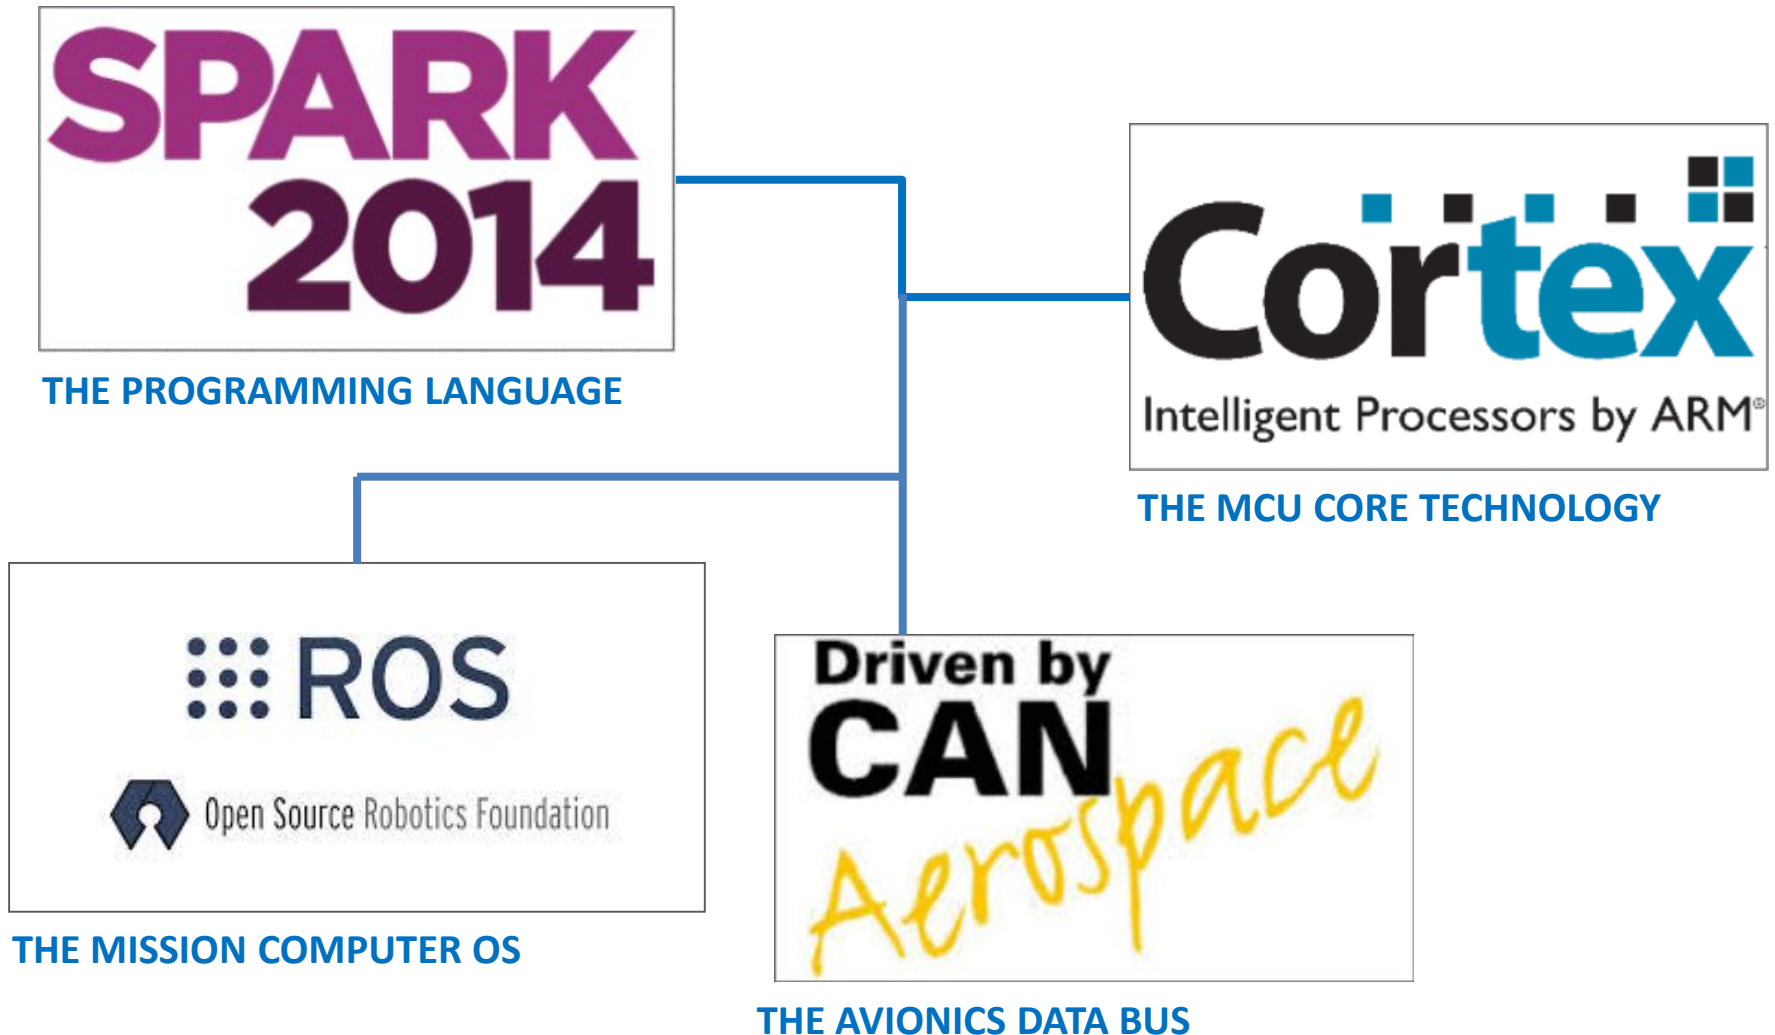 SPARK
2014
THE PROGRAMMING LANGUAGE
Cortex
Intelligent Processors by ARM®
THE MCU CORE TECHNOLOGY
ROS
Open Source Robotics Foundation
THE MISSION COMPUTER OS
Driven by
CAN
Aerospace
THE AVIONICS DATA BUS